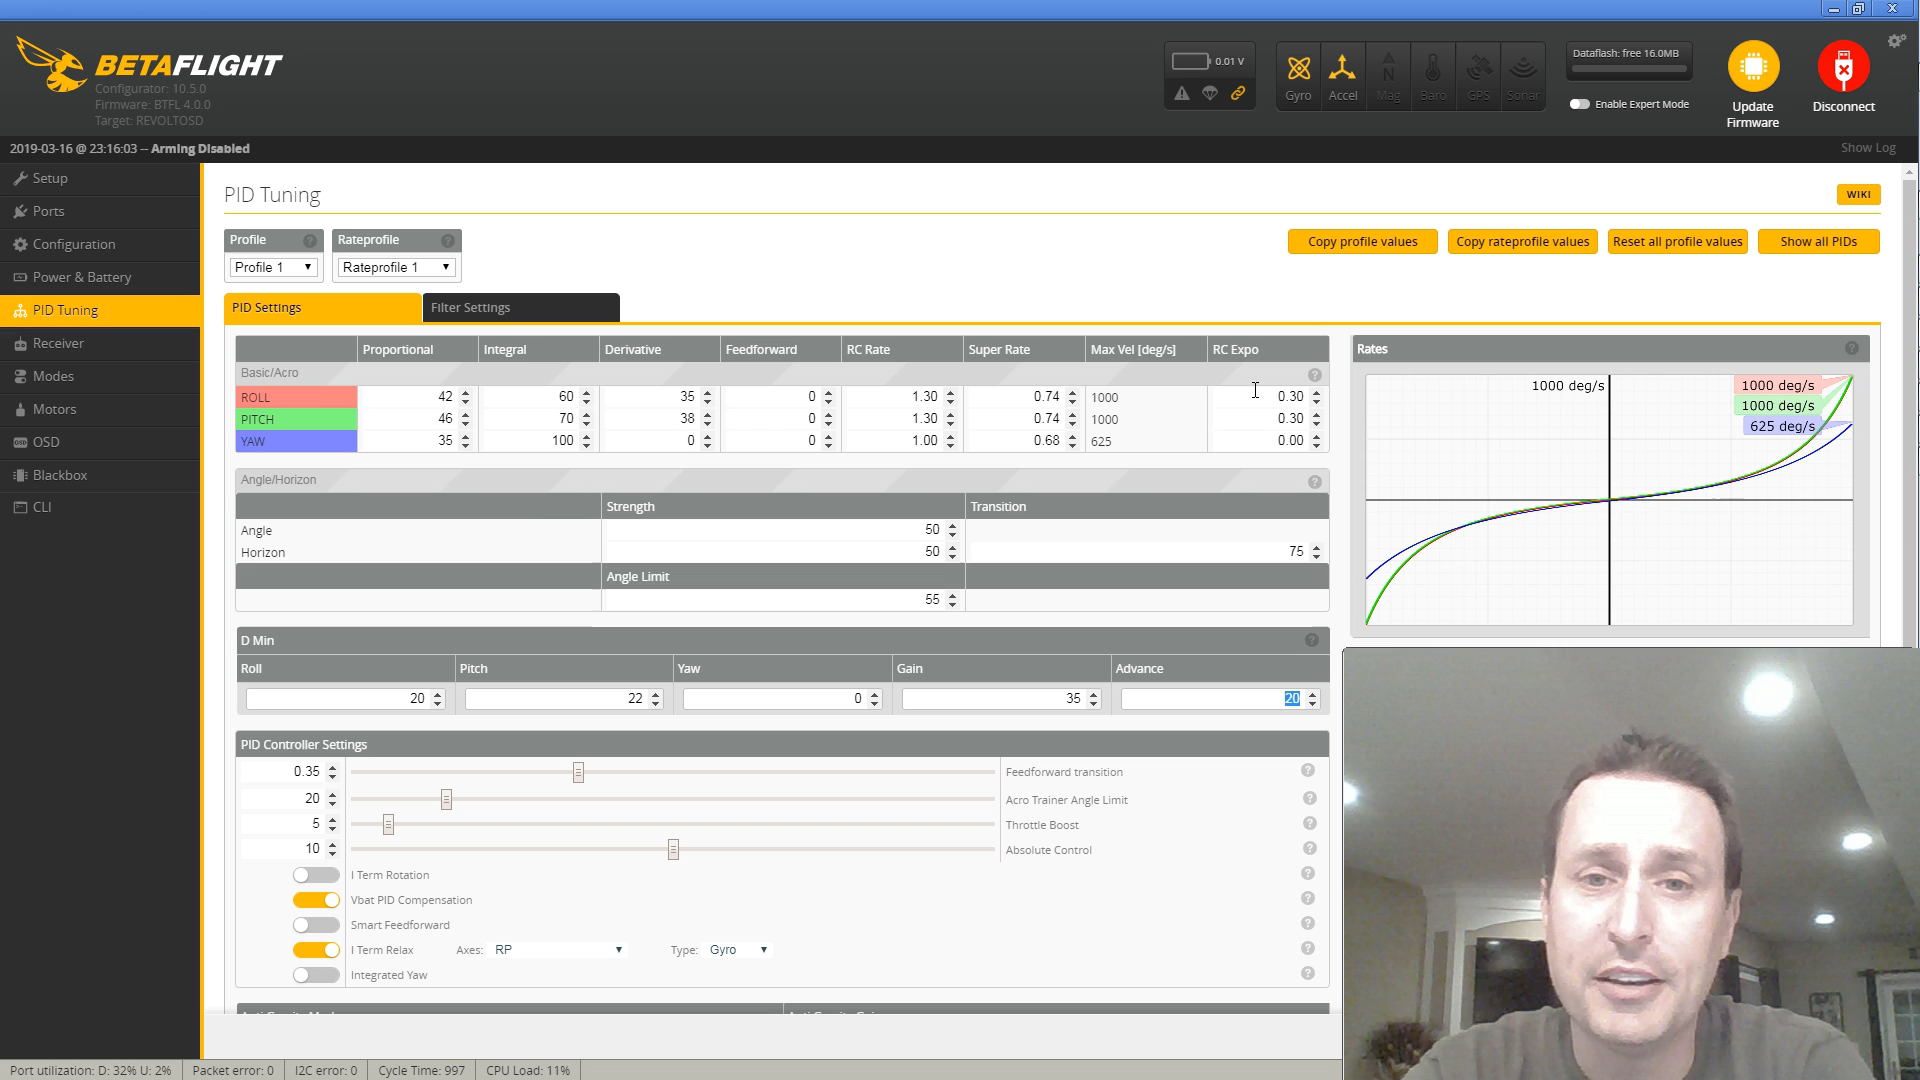 BETAFLIGHT
Configurator: 10.5.0
Firmware: BTFL 4.0.0
Target: REVOLTOSD
0.01 V
Gyro
Accel
Mag
Baro
GPS
Sonar
Dataflash: free 16.0MB
Enable Expert Mode
Update
Firmware
Disconnect
2019-03-16 @ 23:16:03 -- Arming Disabled
Show Log
Setup
Ports
Configuration
Power & Battery
PID Tuning
Receiver
Modes
Motors
OSD
Blackbox
CLI
PID Tuning
WIKI
Profile
Rateprofile
Profile 1
Rateprofile 1
Copy profile values
Copy rateprofile values
Reset all profile values
Show all PIDs
PID Settings
Filter Settings
Proportional Integral Derivative Feedforward RC Rate Super Rate Max Vel [deg/s] RC Expo
Basic/Acro
ROLL 42 60 35 0 1.30 0.74 1000 0.30
PITCH 46 70 38 0 1.30 0.74 1000 0.30
YAW 35 100 0 0 1.00 0.68 625 0.00
Rates
1000 deg/s
1000 deg/s
1000 deg/s
625 deg/s
Angle/Horizon
Strength Transition
Angle 50
Horizon 50 75
Angle Limit
55
D Min
Roll Pitch Yaw Gain Advance
20 22 0 35 20
PID Controller Settings
0.35 Feedforward transition
20 Acro Trainer Angle Limit
5 Throttle Boost
10 Absolute Control
I Term Rotation
Vbat PID Compensation
Smart Feedforward
I Term Relax Axes: RP Type: Gyro
Integrated Yaw
Port utilization: D: 32% U: 2%
Packet error: 0
I2C error: 0
Cycle Time: 997
CPU Load: 11%